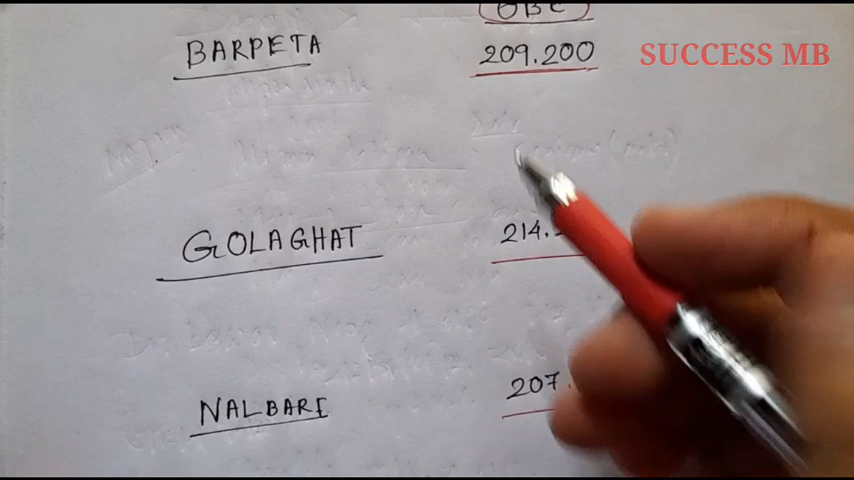 OBC
BARPETA 209.200
SUCCESS MB
GOLAGHAT 214.
NALBARI 207.